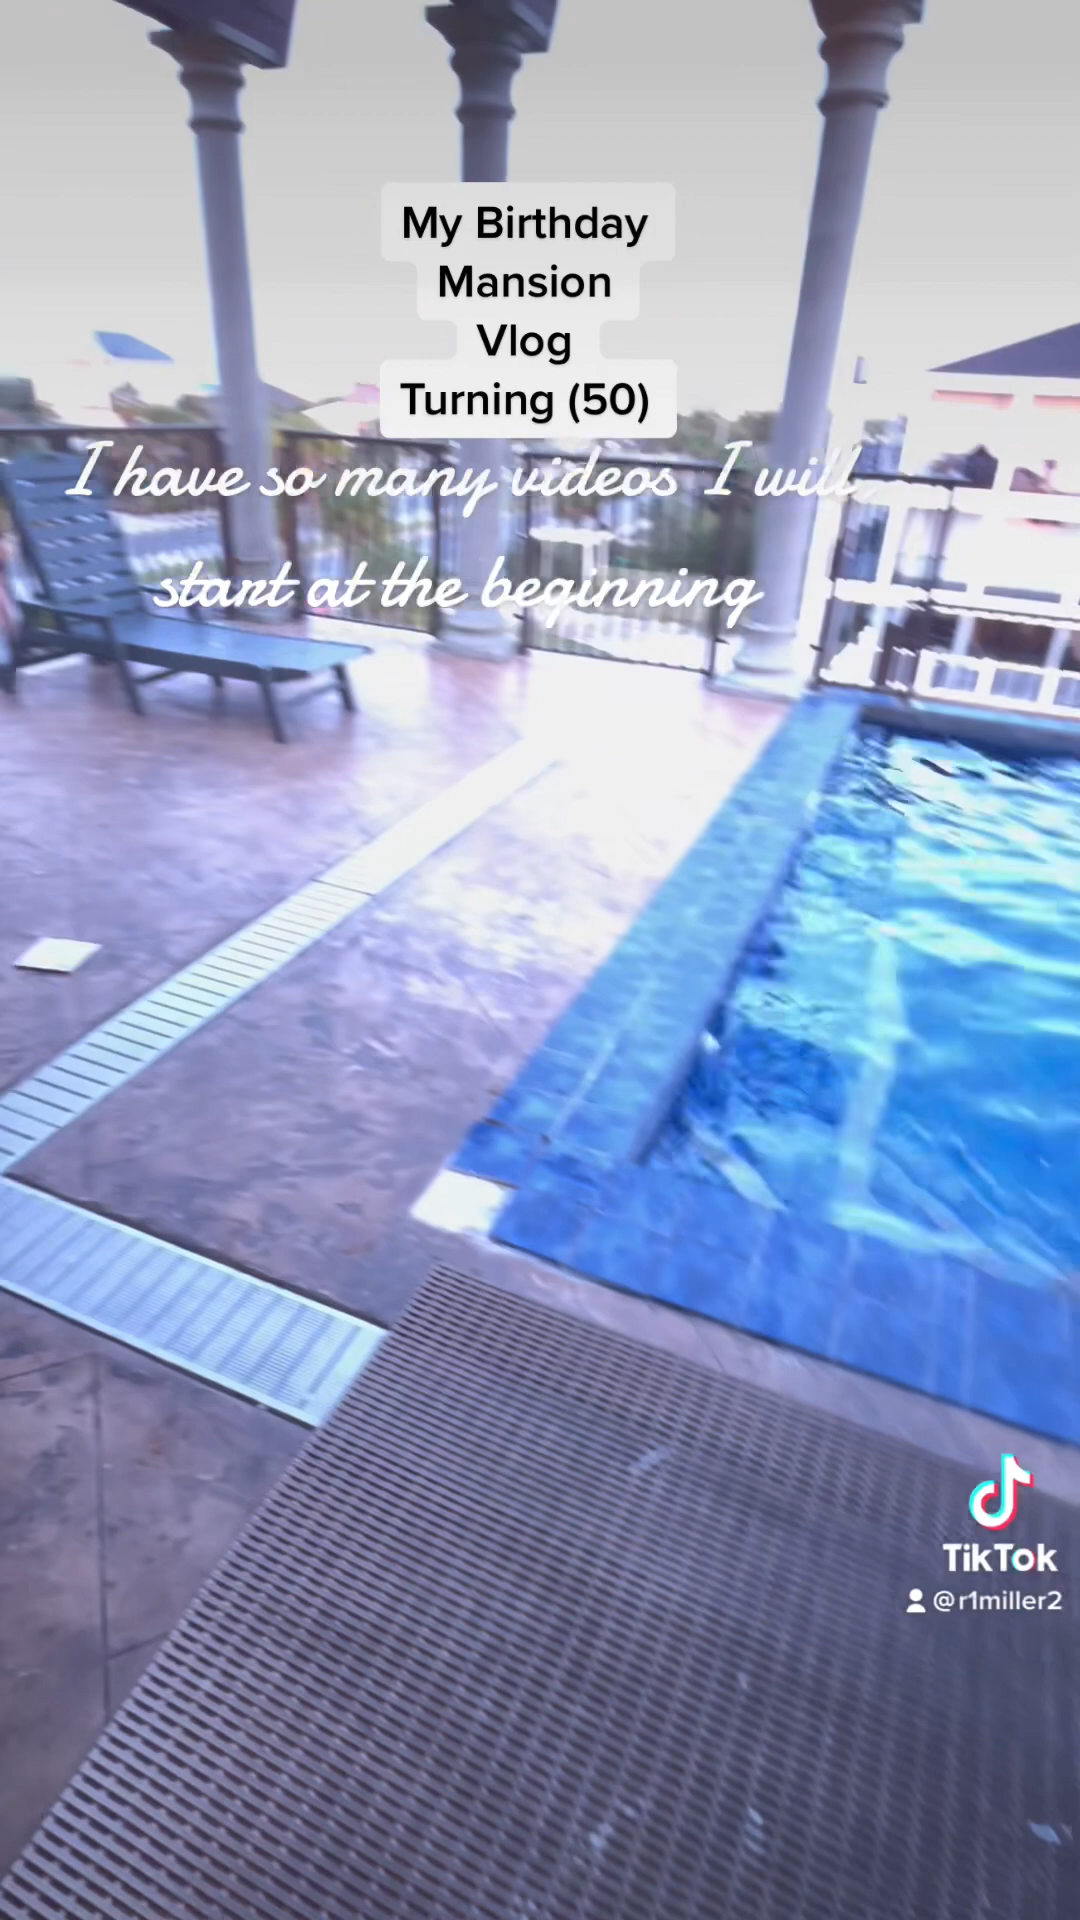 My Birthday
Mansion
Vlog
Turning (50)
I have so many videos I will
start at the beginning
TikTok
@r1miller2